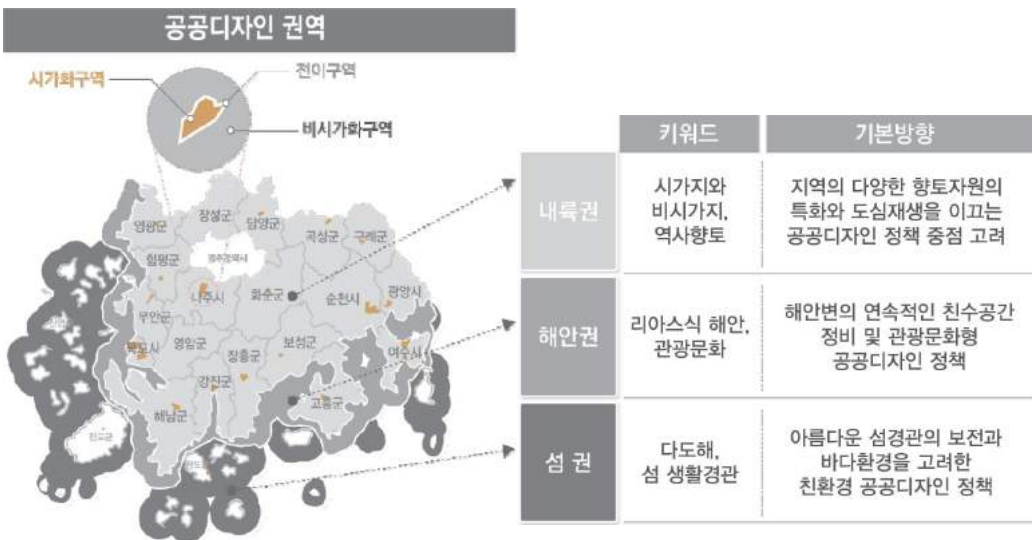 공공디자인 권역
시가화구역
전이구역
비시가화구역
영광군
장성군
담양군
곡성군
구례군
함평군
광주광역시
나주시
화순군
순천시
광양시
무안군
목포시
영암군
장흥군
보성군
여수시
강진군
해남군
고흥군
진도군
키워드
기본방향
내륙권
시가지와
비시가지,
역사향토
지역의 다양한 향토자원의
특화와 도심재생을 이끄는
공공디자인 정책 중점 고려
해안권
리아스식 해안,
관광문화
해안변의 연속적인 친수공간
정비 및 관광문화형
공공디자인 정책
섬 권
다도해,
섬 생활경관
아름다운 섬경관의 보전과
바다환경을 고려한
친환경 공공디자인 정책